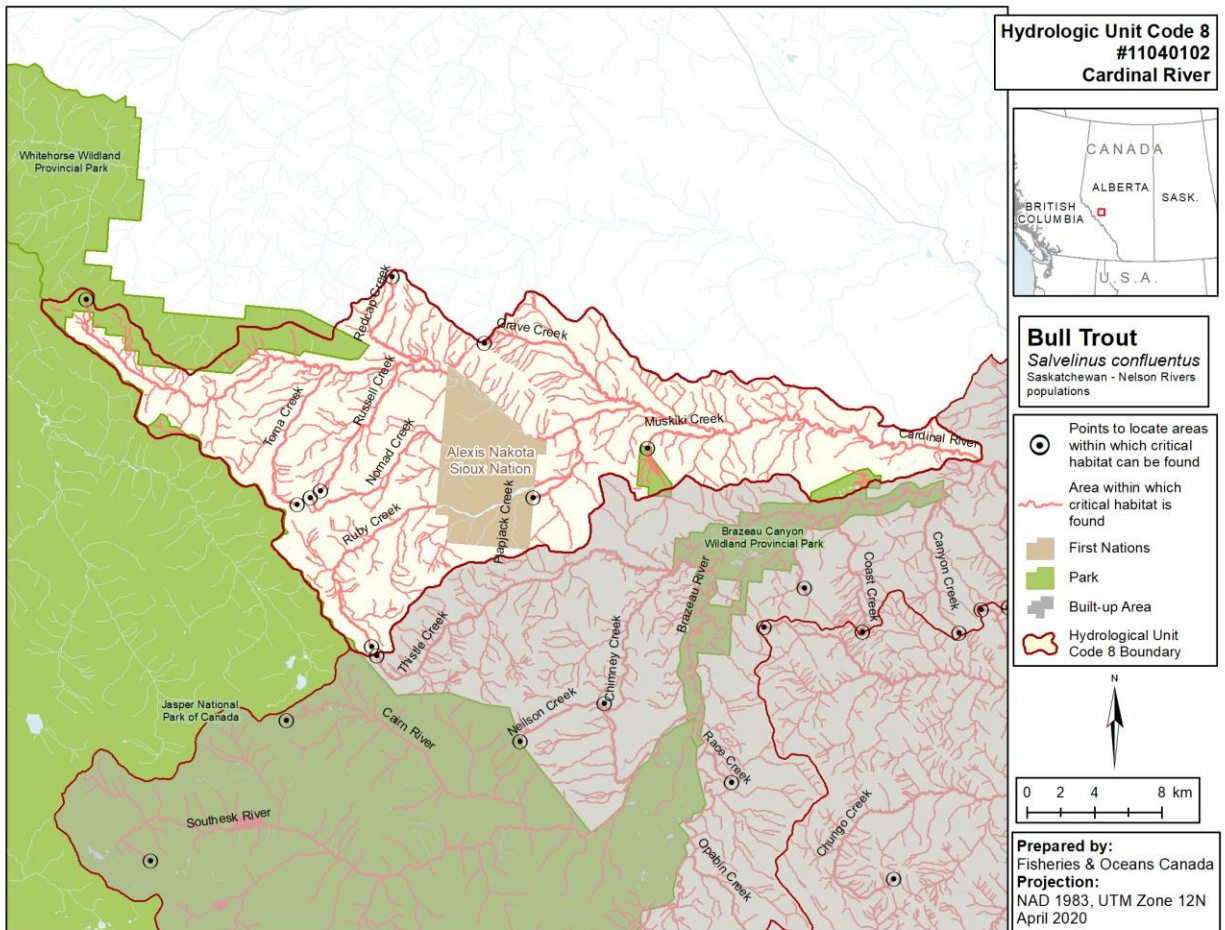 Hydrologic Unit Code 8
#11040102
Cardinal River
CANADA
ALBERTA
SASK.
BRITISH
COLUMBIA
U.S.A.
Bull Trout
Salvelinus confluentus
Saskatchewan - Nelson Rivers
populations
Points to locate areas
within which critical
habitat can be found
Area within which
critical habitat is
found
First Nations
Park
Built-up Area
Hydrological Unit
Code 8 Boundary
N
0 2 4 8 km
Prepared by:
Fisheries & Oceans Canada
Projection:
NAD 1983, UTM Zone 12N
April 2020
Whitehorse Wildland
Provincial Park
Redcap Creek
Grave Creek
Russell Creek
Toma Creek
Nomad Creek
Muskiki Creek
Cardinal River
Alexis Nakota
Sioux Nation
Ruby Creek
Flapjack Creek
Brazeau Canyon
Wildland Provincial Park
Coast Creek
Canyon Creek
Brazeau River
Thistle Creek
Chimney Creek
Neilson Creek
Jasper National
Park of Canada
Cairn River
Race Creek
Southesk River
Chungo Creek
Opabin Creek